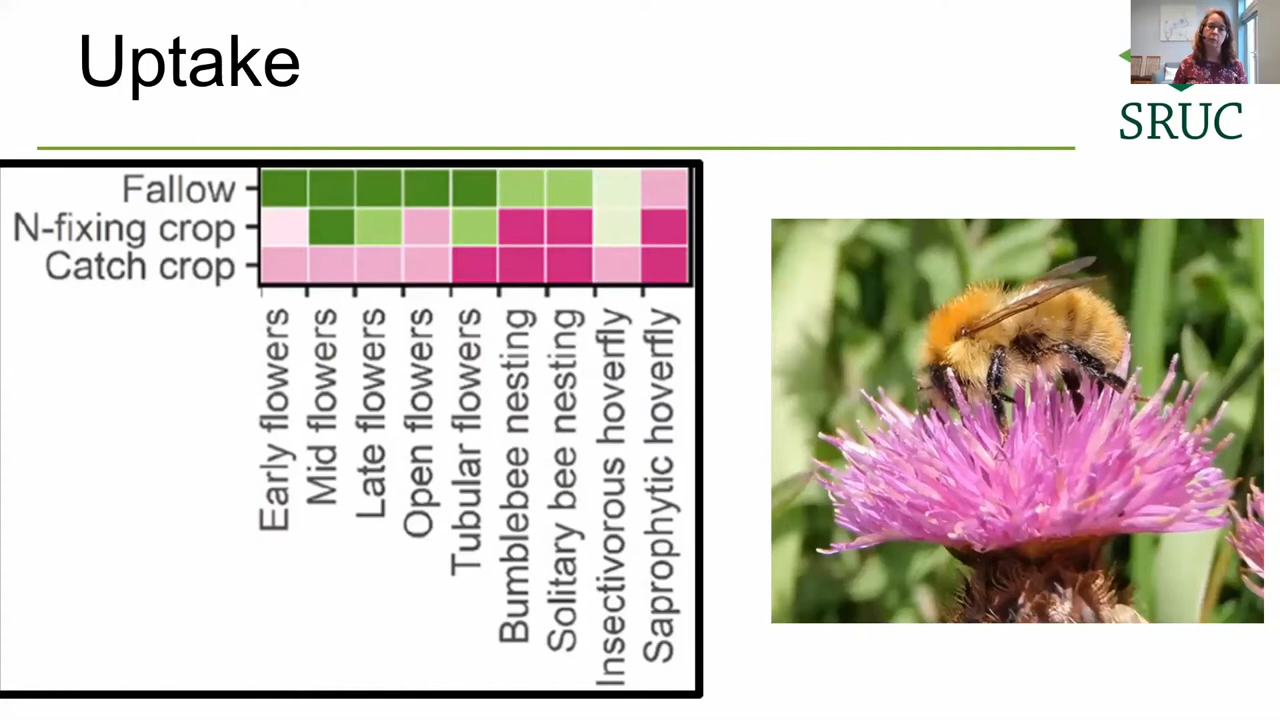 Uptake
SRUC
Fallow
N-fixing crop
Catch crop
Early flowers
Mid flowers
Late flowers
Open flowers
Tubular flowers
Bumblebee nesting
Solitary bee nesting
Insectivorous hoverfly
Saprophytic hoverfly